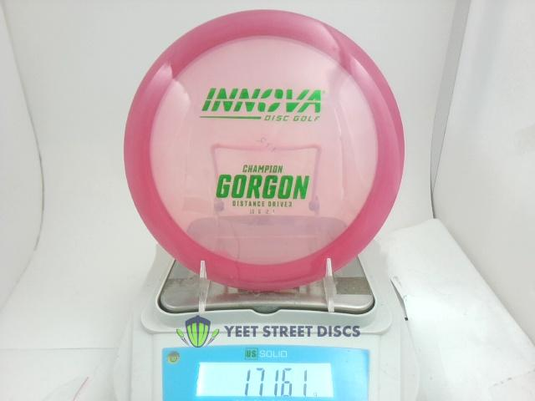 INNOVA
DISC GOLF
CHAMPION
GORGON
DISTANCE DRIVER
YEET STREET DISCS
US SOLID
171.61